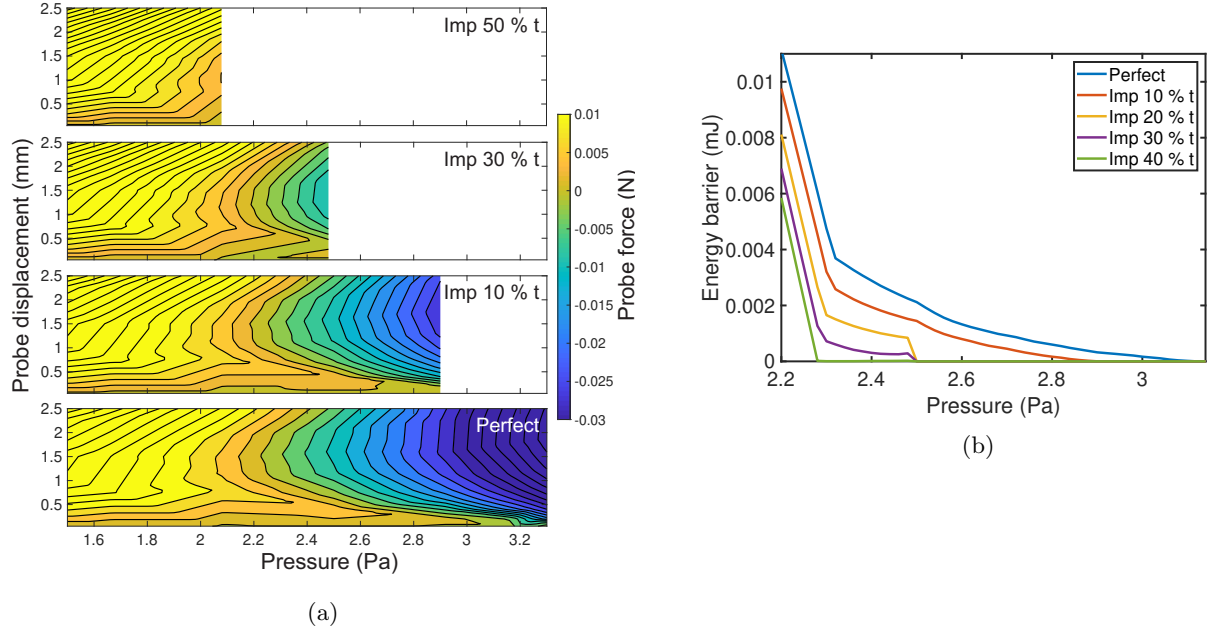 2.5
2
1.5
1
0.5
Imp 50 % t
2.5
2
1.5
1
0.5
Imp 30 % t
2.5
2
1.5
1
0.5
Imp 10 % t
2.5
2
1.5
1
0.5
Perfect
1.6 1.8 2 2.2 2.4 2.6 2.8 3 3.2
Pressure (Pa)
Probe displacement (mm)
0.01
0.005
0
-0.005
-0.01
-0.015
-0.02
-0.025
-0.03
Probe force (N)
(a)
0.01
0.008
0.006
0.004
0.002
0
Energy barrier (mJ)
Perfect
Imp 10 % t
Imp 20 % t
Imp 30 % t
Imp 40 % t
2.2 2.4 2.6 2.8 3
Pressure (Pa)
(b)